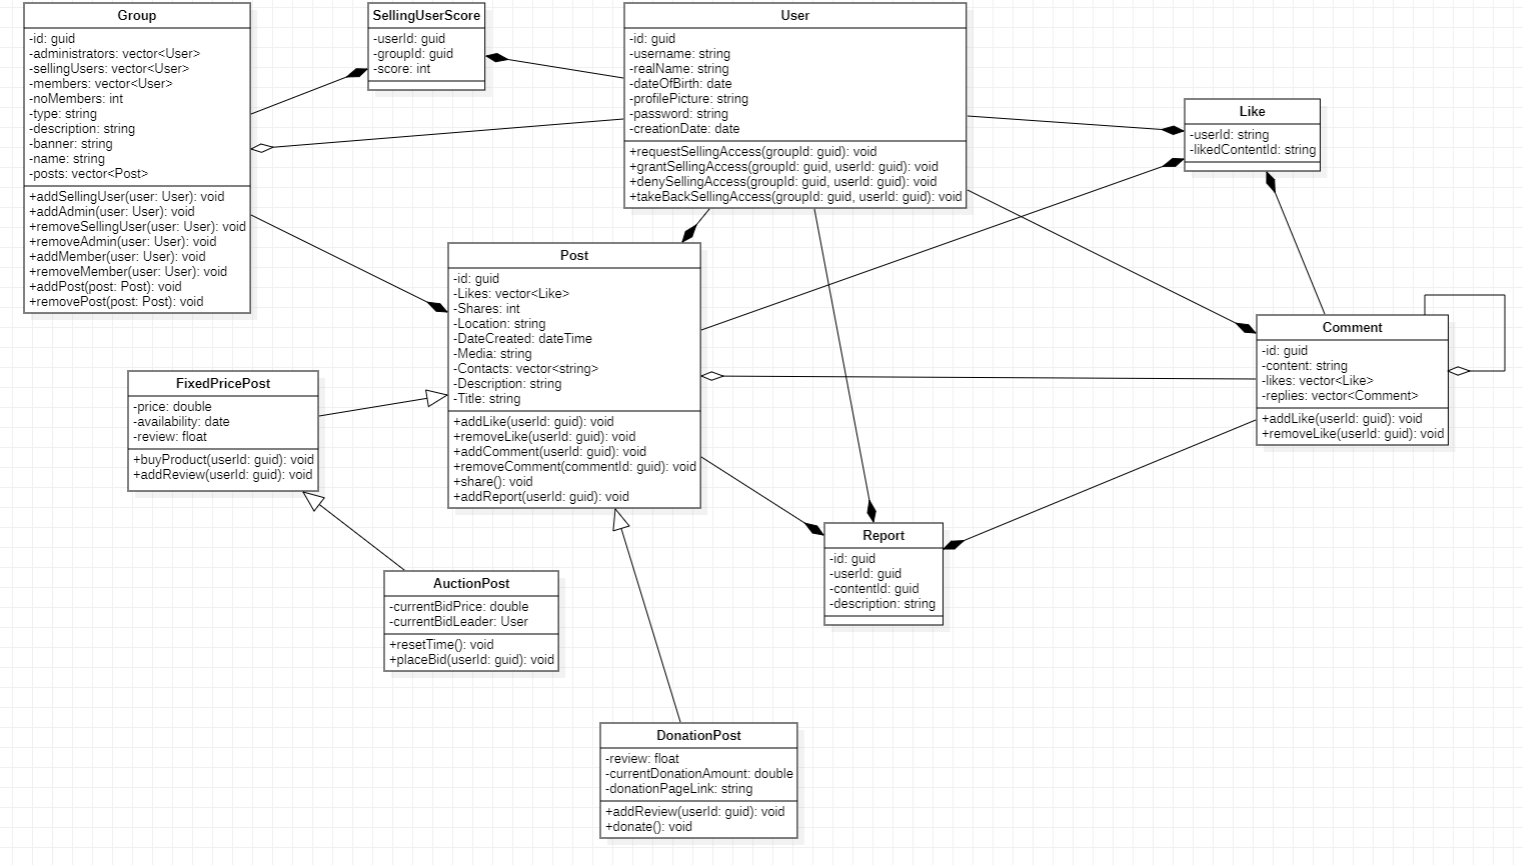 Group
-id: guid
-administrators: vector<User>
-sellingUsers: vector<User>
-members: vector<User>
-noMembers: int
-type: string
-description: string
-banner: string
-name: string
-posts: vector<Post>
+addSellingUser(user: User): void
+addAdmin(user: User): void
+removeSellingUser(user: User): void
+removeAdmin(user: User): void
+addMember(user: User): void
+removeMember(user: User): void
+addPost(post: Post): void
+removePost(post: Post): void
SellingUserScore
-userId: guid
-groupId: guid
-score: int
User
-id: guid
-username: string
-realName: string
-dateOfBirth: date
-profilePicture: string
-password: string
-creationDate: date
+requestSellingAccess(groupId: guid): void
+grantSellingAccess(groupId: guid, userId: guid): void
+denySellingAccess(groupId: guid, userId: guid): void
+takeBackSellingAccess(groupId: guid, userId: guid): void
Like
-userId: string
-likedContentId: string
Post
-id: guid
-Likes: vector<Like>
-Shares: int
-Location: string
-DateCreated: dateTime
-Media: string
-Contacts: vector<string>
-Description: string
-Title: string
+addLike(userId: guid): void
+removeLike(userId: guid): void
+addComment(userId: guid): void
+removeComment(commentId: guid): void
+share(): void
+addReport(userId: guid): void
Comment
-id: guid
-content: string
-likes: vector<Like>
-replies: vector<Comment>
+addLike(userId: guid): void
+removeLike(userId: guid): void
FixedPricePost
-price: double
-availability: date
-review: float
+buyProduct(userId: guid): void
+addReview(userId: guid): void
Report
-id: guid
-userId: guid
-contentId: guid
-description: string
AuctionPost
-currentBidPrice: double
-currentBidLeader: User
+resetTime(): void
+placeBid(userId: guid): void
DonationPost
-review: float
-currentDonationAmount: double
-donationPageLink: string
+addReview(userId: guid): void
+donate(): void